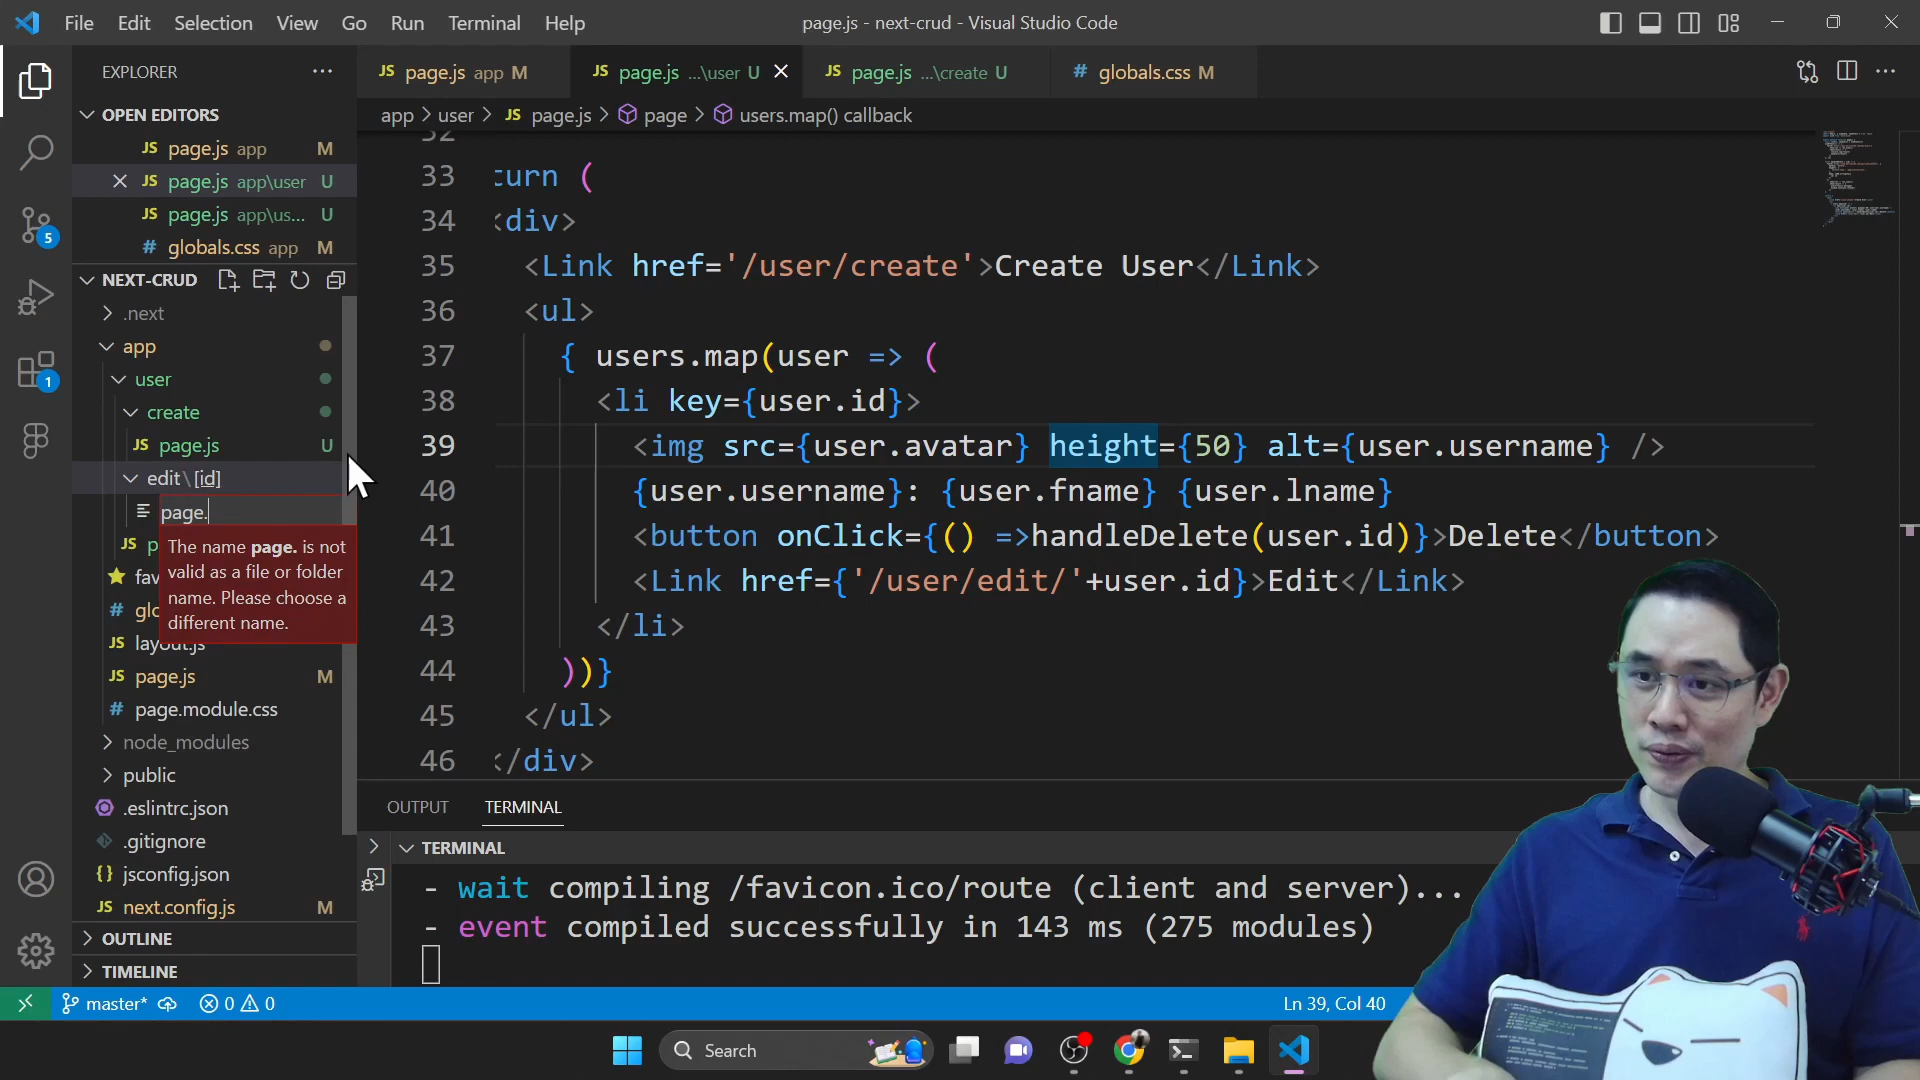 File Edit Selection View Go Run Terminal Help
page.js - next-crud - Visual Studio Code
EXPLORER
OPEN EDITORS
JS page.js app M
JS page.js app\user U
JS page.js app\us... U
# globals.css app M
NEXT-CRUD
.next
app
user
create
JS page.js U
edit\[id]
page.
The name page. is not
valid as a file or folder
name. Please choose a
different name.
JS p
fav
# glo
JS layout.js
JS page.js M
# page.module.css
node_modules
public
.eslintrc.json
.gitignore
{} jsconfig.json
JS next.config.js M
OUTLINE
TIMELINE
5
1
JS page.js app M
JS page.js ...\user U
JS page.js ...\create U
# globals.css M
app > user > JS page.js > page > users.map() callback
32
33 turn (
34 <div>
35 <Link href='/user/create'>Create User</Link>
36 <ul>
37 { users.map(user => (
38 <li key={user.id}>
39 <img src={user.avatar} height={50} alt={user.username} />
40 {user.username}: {user.fname} {user.lname}
41 <button onClick={() =>handleDelete(user.id)}>Delete</button>
42 <Link href={'/user/edit/'+user.id}>Edit</Link>
43 </li>
44 ))}
45 </ul>
46 </div>
OUTPUT TERMINAL
TERMINAL
- wait compiling /favicon.ico/route (client and server)...
- event compiled successfully in 143 ms (275 modules)
master* 0 0
Ln 39, Col 40
Search